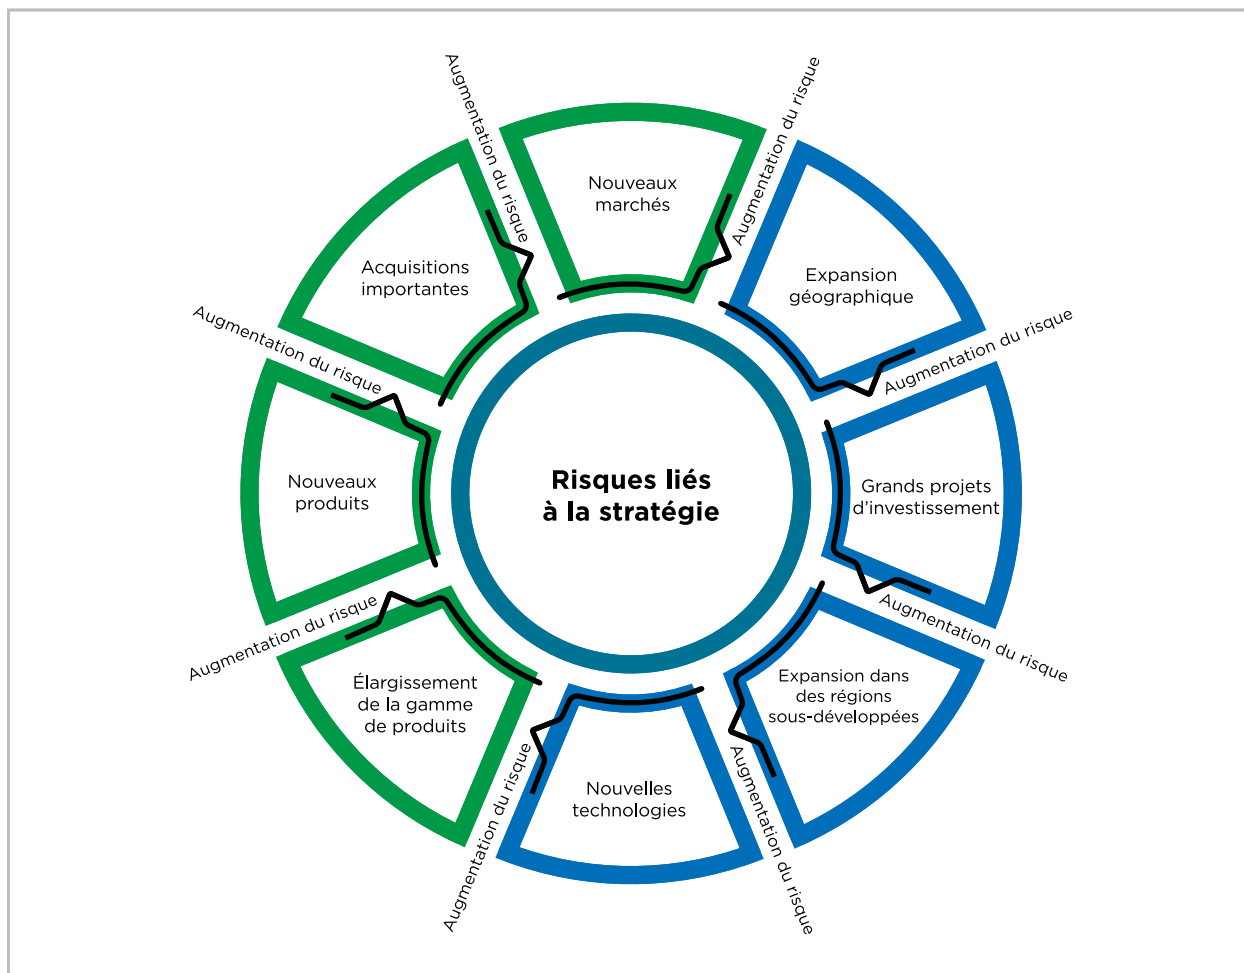 Risques liés
à la stratégie
Nouveaux
marchés
Augmentation du risque
Expansion
géographique
Augmentation du risque
Grands projets
d'investissement
Augmentation du risque
Expansion dans
des régions
sous-développées
Augmentation du risque
Nouvelles
technologies
Augmentation du risque
Élargissement
de la gamme
de produits
Augmentation du risque
Nouveaux
produits
Augmentation du risque
Acquisitions
importantes
Augmentation du risque